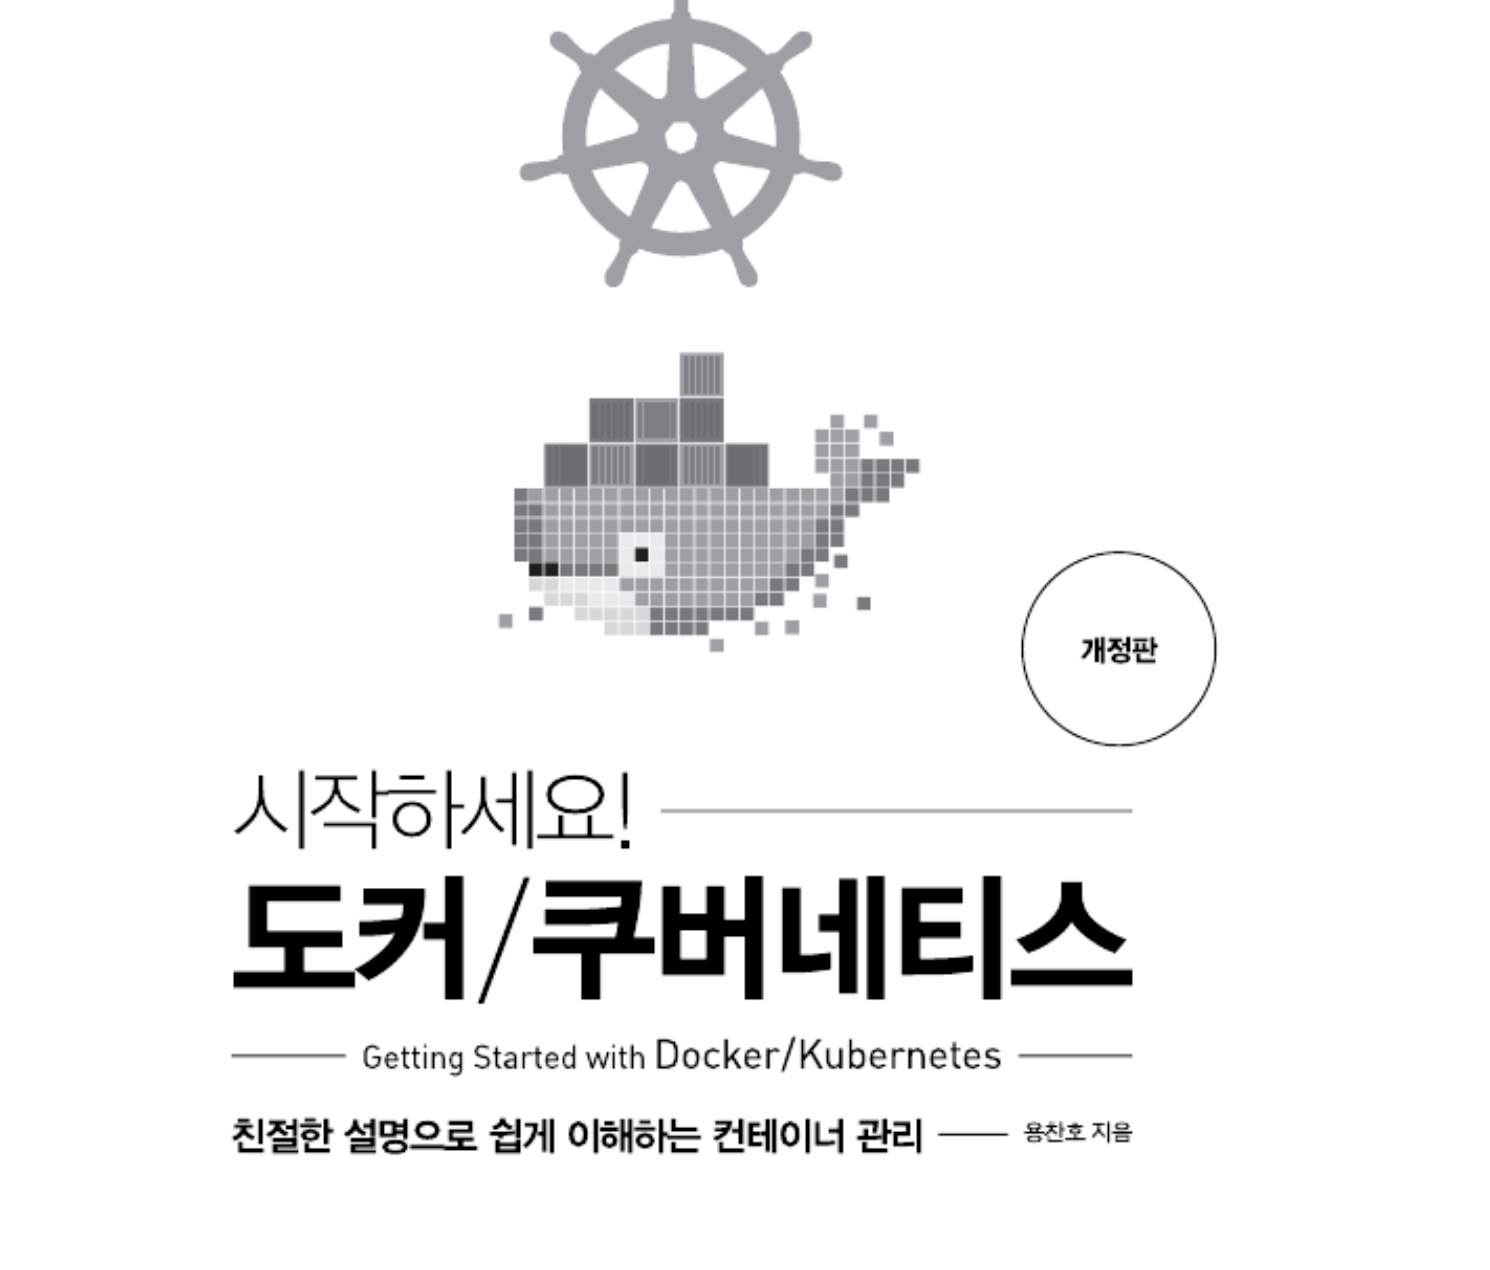 개정판
시작하세요!
도커/쿠버네티스
Getting Started with Docker/Kubernetes
친절한 설명으로 쉽게 이해하는 컨테이너 관리 용찬호 지음